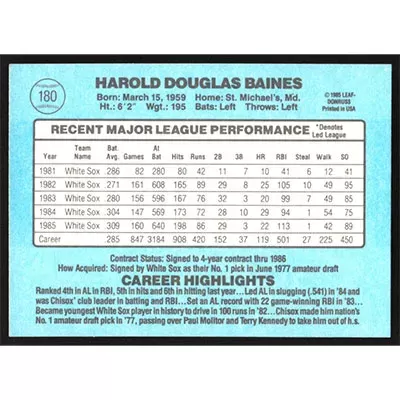 180
HAROLD DOUGLAS BAINES
©1985 LEAF-
DONRUSS
Printed in USA
Born: March 15, 1959 Home: St. Michael's, Md.
Ht.: 6'2" Wgt.: 195 Bats: Left Throws: Left
RECENT MAJOR LEAGUE PERFORMANCE *Denotes Led League
Year Team Name Bat. Avg. Games At Bat Hits Runs 2B 3B HR RBI Steal Walk SO
1981 White Sox .286 82 280 80 42 11 7 10 41 6 12 41
1982 White Sox .271 161 608 165 89 29 8 25 105 10 49 95
1983 White Sox .280 156 596 167 76 33 2 20 99 7 49 85
1984 White Sox .304 147 569 173 72 28 10 29 94 1 54 75
1985 White Sox .309 160 640 198 86 29 3 22 113 1 42 89
Career .285 847 3184 908 420 152 37 119 501 27 225 450
Contract Status: Signed to 4-year contract thru 1986
How Acquired: Signed by White Sox as their No. 1 pick in June 1977 amateur draft
CAREER HIGHLIGHTS
Ranked 4th in AL in RBI, 5th in hits and 6th in hitting last year...Led AL in slugging (.541) in '84 and
was Chisox' club leader in batting and RBI...Set an AL record with 22 game-winning RBI in '83...
Became youngest White Sox player in history to drive in 100 runs in '82...Chisox made him nation's
No. 1 amateur draft pick in '77, passing over Paul Molitor and Terry Kennedy to take him out of h.s.